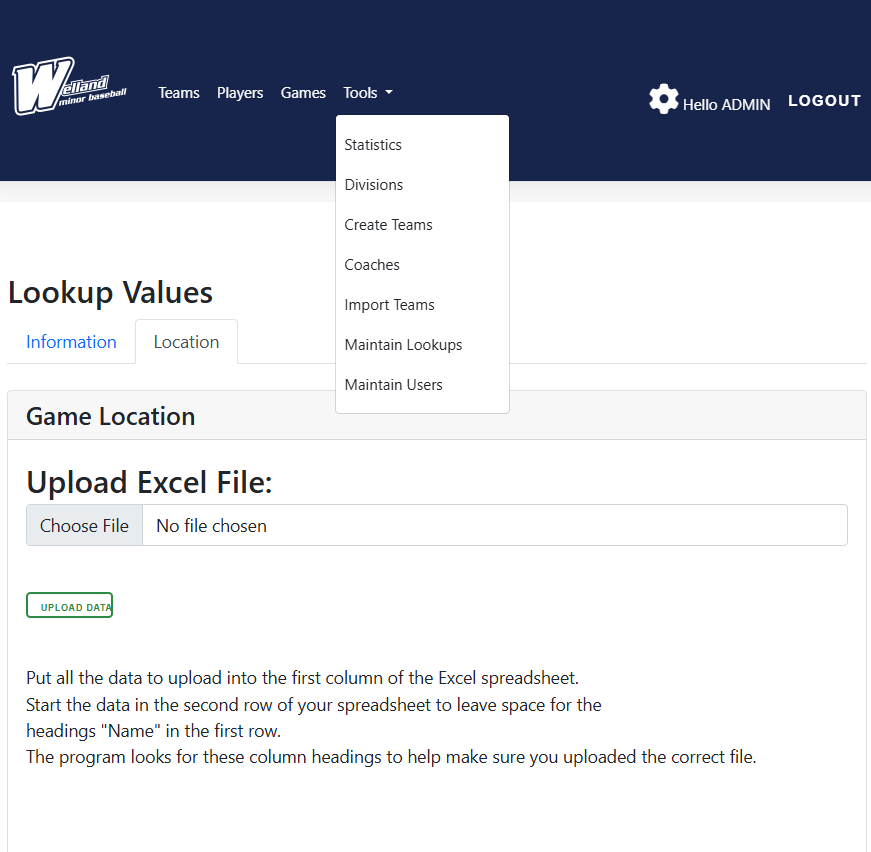 Welland
minor baseball
Teams Players Games Tools
Hello ADMIN LOGOUT
Statistics
Divisions
Create Teams
Coaches
Import Teams
Maintain Lookups
Maintain Users
Lookup Values
Information Location
Game Location
Upload Excel File:
Choose File No file chosen
UPLOAD DATA
Put all the data to upload into the first column of the Excel spreadsheet.
Start the data in the second row of your spreadsheet to leave space for the
headings "Name" in the first row.
The program looks for these column headings to help make sure you uploaded the correct file.